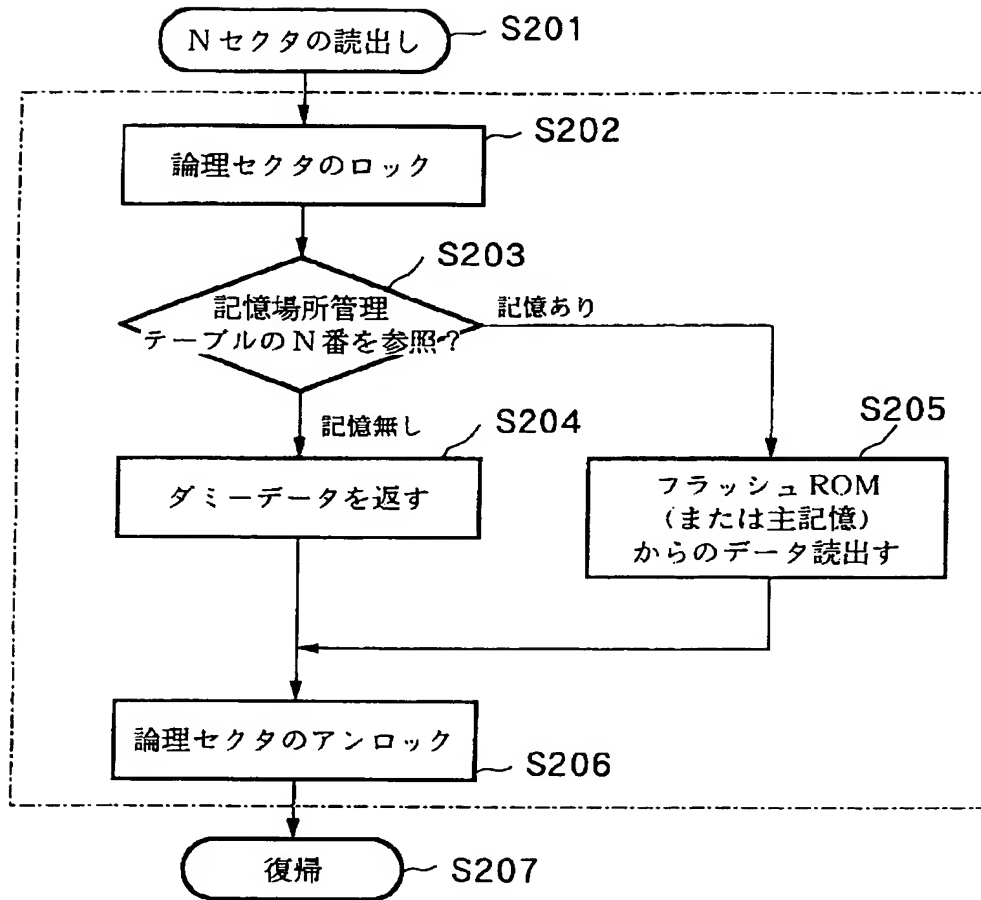 Nセクタの読出し
S201
S202
論理セクタのロック
S203
記憶場所管理
テーブルのN番を参照?
記憶あり
記憶無し
S204
S205
ダミーデータを返す
フラッシュROM
(または主記憶)
からのデータ読出す
論理セクタのアンロック
S206
復帰
S207